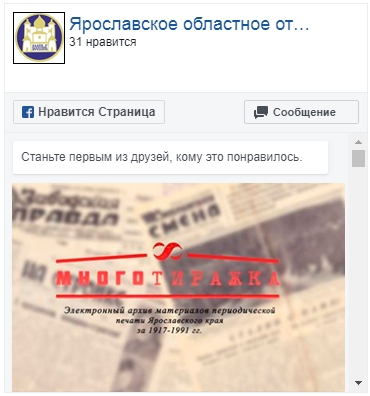 Ярославское областное от…
31 нравится
Нравится Страница
Сообщение
Станьте первым из друзей, кому это понравилось.
ПРАВДА
СМЕНА
МНОГОТИРАЖКА
Электронный архив материалов периодической
печати Ярославского края
за 1917-1991 гг.